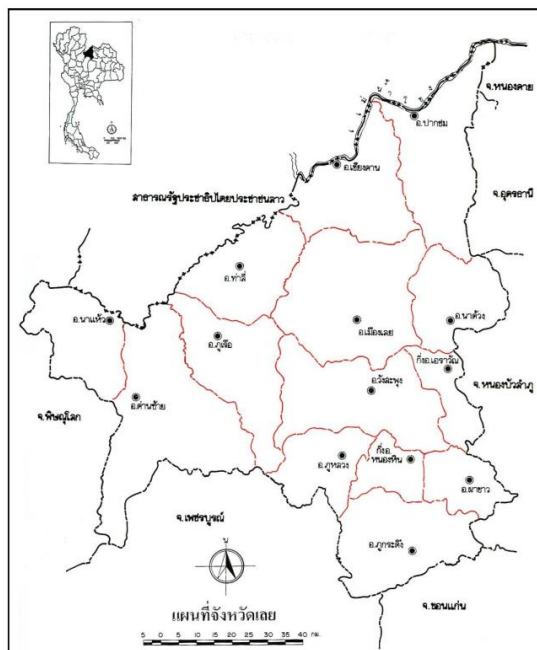 น
จ.หนองคาย
แม่น้ำโขง
อ.ปากชม
อ.เชียงคาน
สาธารณรัฐประชาธิปไตยประชาชนลาว
จ.อุดรธานี
อ.ท่าลี่
อ.นาแห้ว
อ.ภูเรือ
อ.เมืองเลย
อ.นาด้วง
กิ่งอ.เอราวัณ
อ.วังสะพุง
จ.หนองบัวลำภู
อ.ด่านซ้าย
จ.พิษณุโลก
อ.ภูหลวง
กิ่งอ.
หนองหิน
อ.ผาขาว
จ.เพชรบูรณ์
อ.ภูกระดึง
น
จ.ขอนแก่น
แผนที่จังหวัดเลย
5 0 5 10 15 20 25 30 35 40 กม.